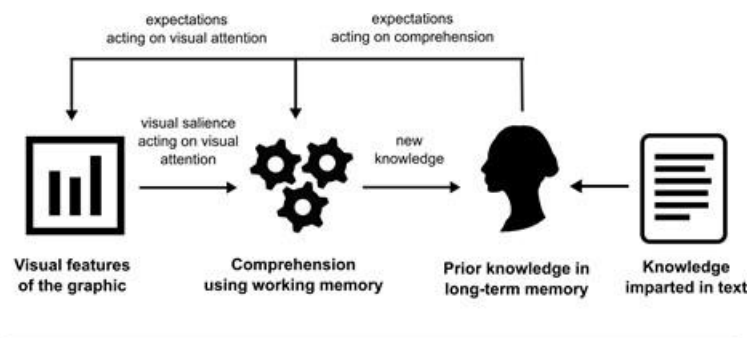 expectations
acting on visual attention
expectations
acting on comprehension
visual salience
acting on visual
attention
new
knowledge
Visual features
of the graphic
Comprehension
using working memory
Prior knowledge in
long-term memory
Knowledge
imparted in text